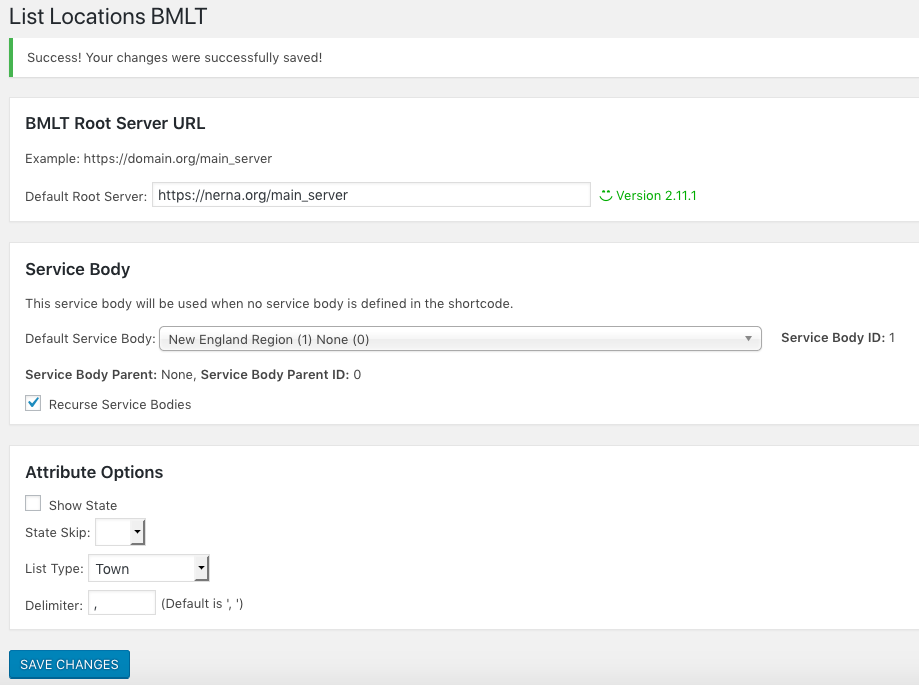 List Locations BMLT
Success! Your changes were successfully saved!
BMLT Root Server URL
Example: https://domain.org/main_server
Default Root Server: https://nerna.org/main_server Version 2.11.1
Service Body
This service body will be used when no service body is defined in the shortcode.
Default Service Body: New England Region (1) None (0) Service Body ID: 1
Service Body Parent: None, Service Body Parent ID: 0
Recurse Service Bodies
Attribute Options
Show State
State Skip:
List Type: Town
Delimiter: , (Default is ', ')
SAVE CHANGES